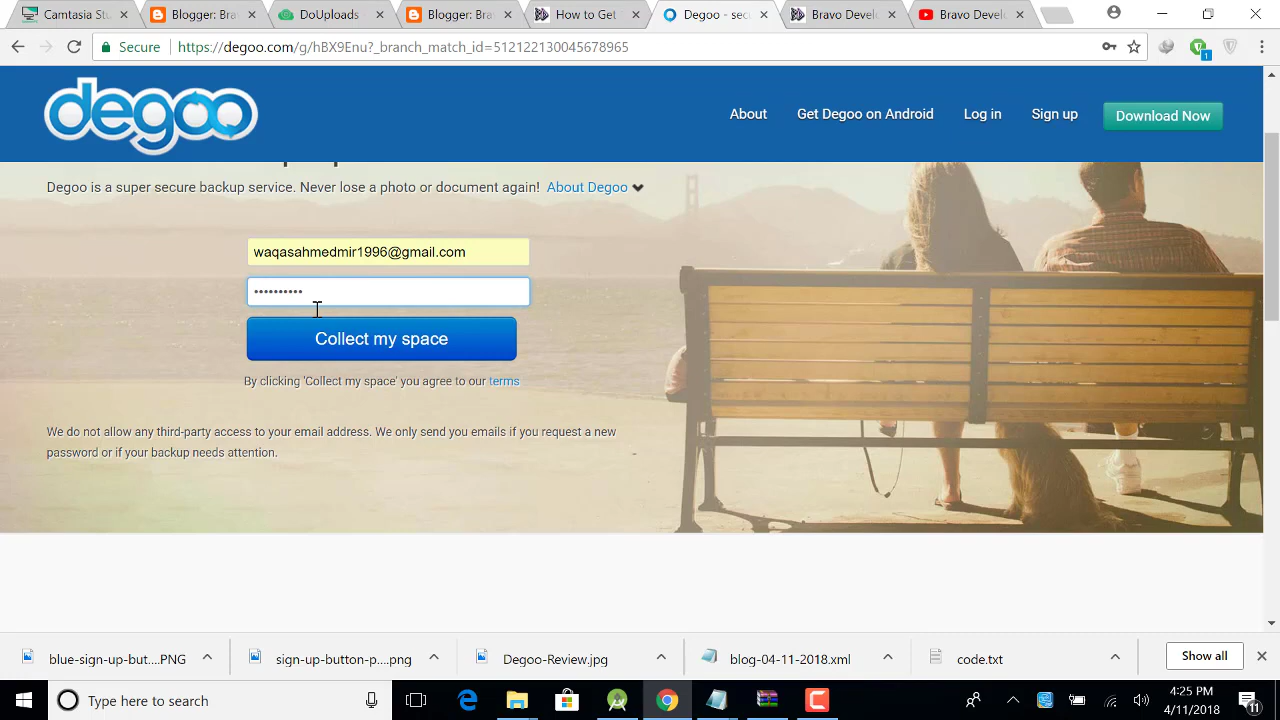 Camtasia Stu
Blogger: Bra
DoUploads
Blogger: Bra
How to Get
Degoo - sec
Bravo Devel
Bravo Devel
Secure https://degoo.com/g/hBX9Enu?_branch_match_id=512122130045678965
1
degoo
About
Get Degoo on Android
Log in
Sign up
Download Now
Degoo is a super secure backup service. Never lose a photo or document again! About Degoo
waqasahmedmir1996@gmail.com
••••••••••
Collect my space
By clicking 'Collect my space' you agree to our terms
We do not allow any third-party access to your email address. We only send you emails if you request a new
password or if your backup needs attention.
blue-sign-up-but....PNG
sign-up-button-p....png
Degoo-Review.jpg
blog-04-11-2018.xml
code.txt
Show all
Type here to search
4:25 PM
4/11/2018
11